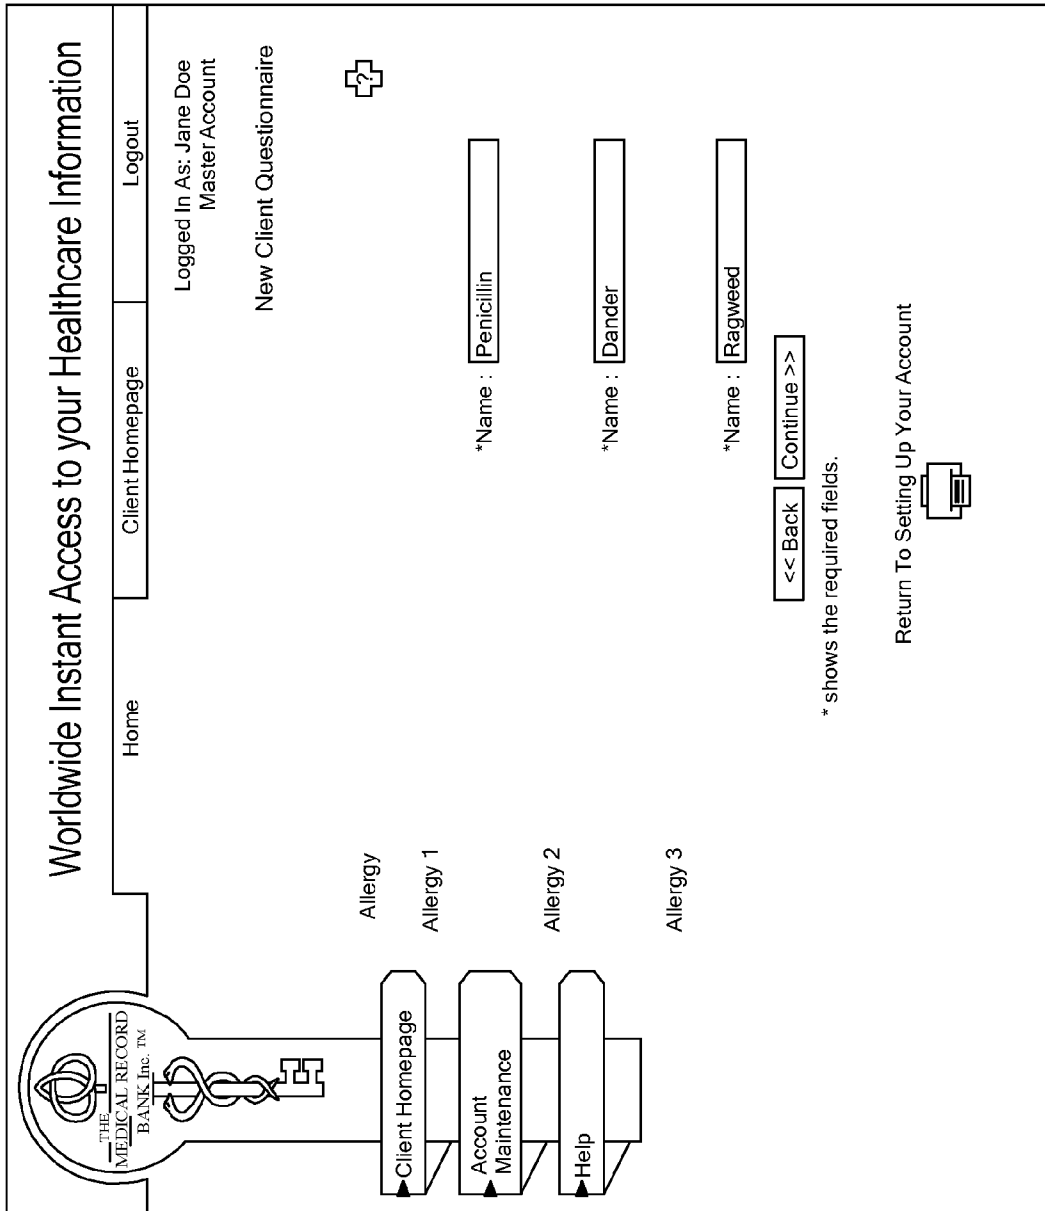 Worldwide Instant Access to your Healthcare Information
Home
Client Homepage
Logout
THE
MEDICAL RECORD
BANK Inc. TM
Logged In As: Jane Doe
Master Account
New Client Questionnaire
Client Homepage
Account
Maintenance
Help
Allergy
?
Allergy 1
*Name : Penicillin
Allergy 2
*Name : Dander
Allergy 3
*Name : Ragweed
<< Back
Continue >>
* shows the required fields.
Return To Setting Up Your Account